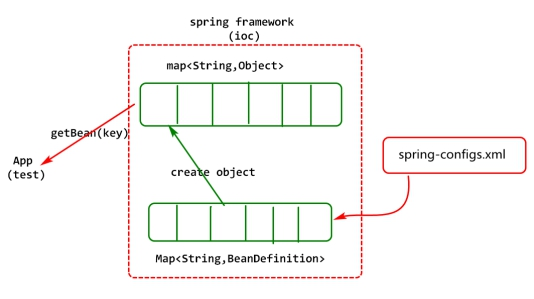 spring framework
(ioc)
map<String,Object>
getBean(key)
App
(test)
spring-configs.xml
create object
Map<String,BeanDefinition>